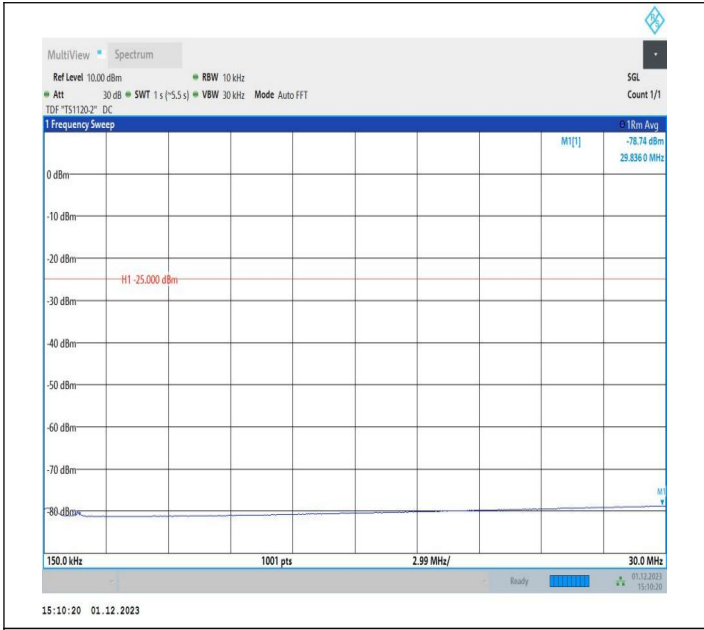 R S
MultiView Spectrum
Ref Level 10.00 dBm RBW 10 kHz SGL
Att 30 dB SWT 1 s (~5.5 s) VBW 30 kHz Mode Auto FFT Count 1/1
TDF "TS1120-2" DC
1 Frequency Sweep 1Rm Avg
M1[1] -78.74 dBm
29.836 0 MHz
0 dBm
-10 dBm
-20 dBm
H1 -25.000 dBm
-30 dBm
-40 dBm
-50 dBm
-60 dBm
-70 dBm
M1
-80 dBm
150.0 kHz 1001 pts 2.99 MHz/ 30.0 MHz
Ready 01.12.2023
15:10:20
15:10:20 01.12.2023